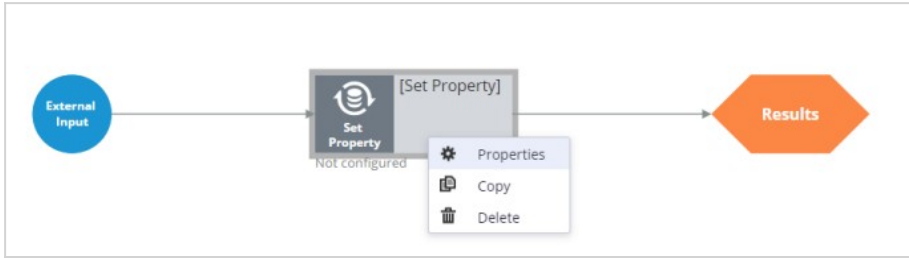 External
Input
Set
Property
[Set Property]
Not configured
Properties
Copy
Delete
Results